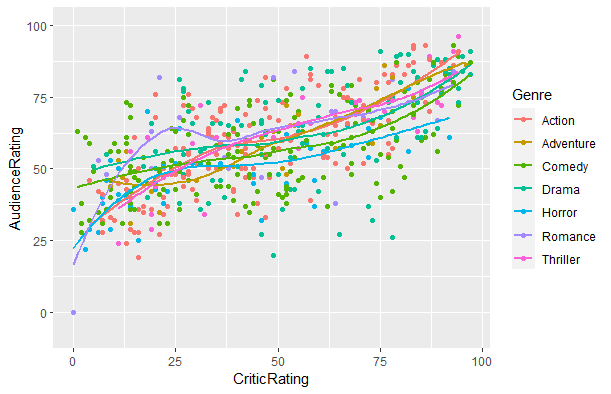 100
75
50
25
0
AudienceRating
0 25 50 75 100
CriticRating
Genre
Action
Adventure
Comedy
Drama
Horror
Romance
Thriller